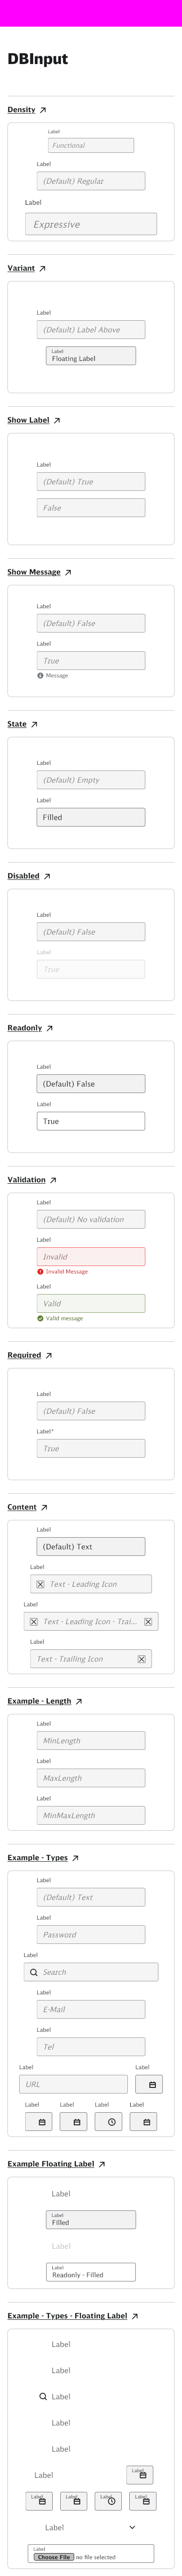 DBInput
Density
Label
Functional
Label
(Default) Regular
Label
Expressive
Variant
Label
(Default) Label Above
Label
Floating Label
Show Label
Label
(Default) True
False
Show Message
Label
(Default) False
Label
True
Message
State
Label
(Default) Empty
Label
Filled
Disabled
Label
(Default) False
Label
True
Readonly
Label
(Default) False
Label
True
Validation
Label
(Default) No validation
Label
Invalid
Invalid Message
Label
Valid
Valid message
Required
Label
(Default) False
Label*
True
Content
Label
(Default) Text
Label
Text - Leading Icon
Label
Text - Leading Icon - Trai...
Label
Text - Trailing Icon
Example - Length
Label
MinLength
Label
MaxLength
Label
MinMaxLength
Example - Types
Label
(Default) Text
Label
Password
Label
Search
Label
E-Mail
Label
Tel
Label Label
URL
Label Label Label Label
Example Floating Label
Label
Label
Filled
Label
Label
Readonly - Filled
Example - Types - Floating Label
Label
Label
Label
Label
Label
Label Label
Label Label Label Label
Label
Label
Choose File no file selected